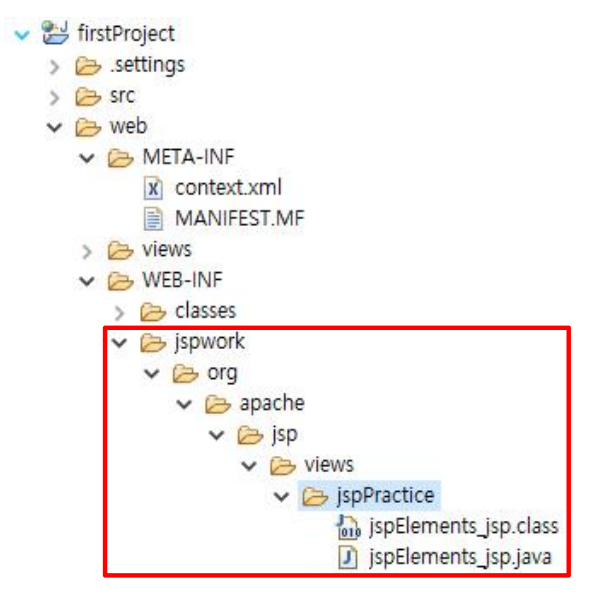 firstProject
.settings
src
web
META-INF
context.xml
MANIFEST.MF
views
WEB-INF
classes
jspwork
org
apache
jsp
views
jspPractice
jspElements_jsp.class
jspElements_jsp.java